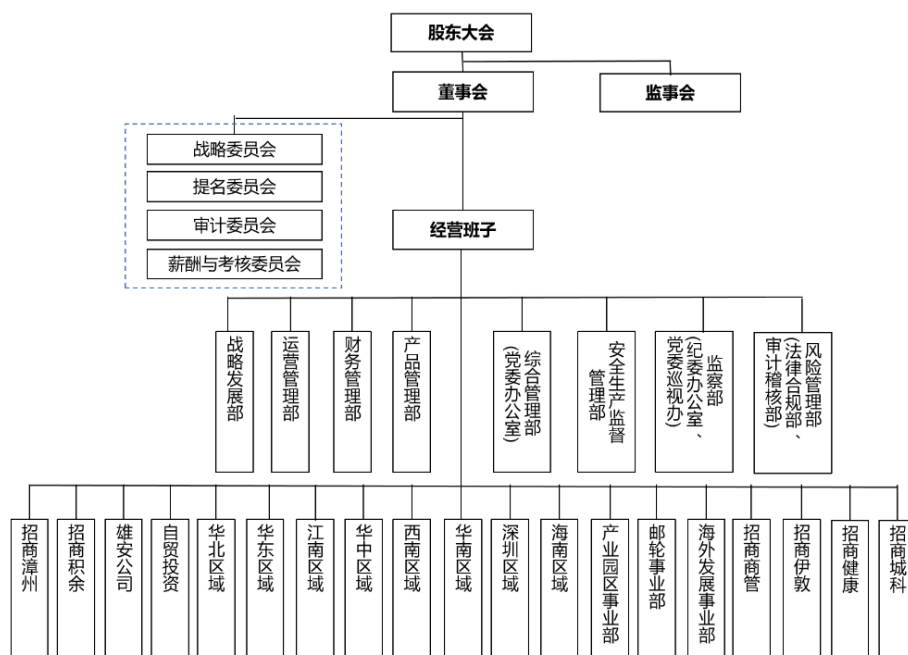 股东大会
董事会
监事会
战略委员会
提名委员会
审计委员会
薪酬与考核委员会
经营班子
战略发展部
运营管理部
财务管理部
产品管理部
综合管理部
(党委办公室)
安全生产监督
管理部
监察部
(纪委办公室、
党委巡视办)
风险管理部
(法律合规部、
审计稽核部)
招商漳州
招商积余
雄安公司
自贸投资
华北区域
华东区域
江南区域
华中区域
西南区域
华南区域
深圳区域
海南区域
产业园区事业部
邮轮事业部
海外发展事业部
招商商管
招商伊敦
招商健康
招商城科